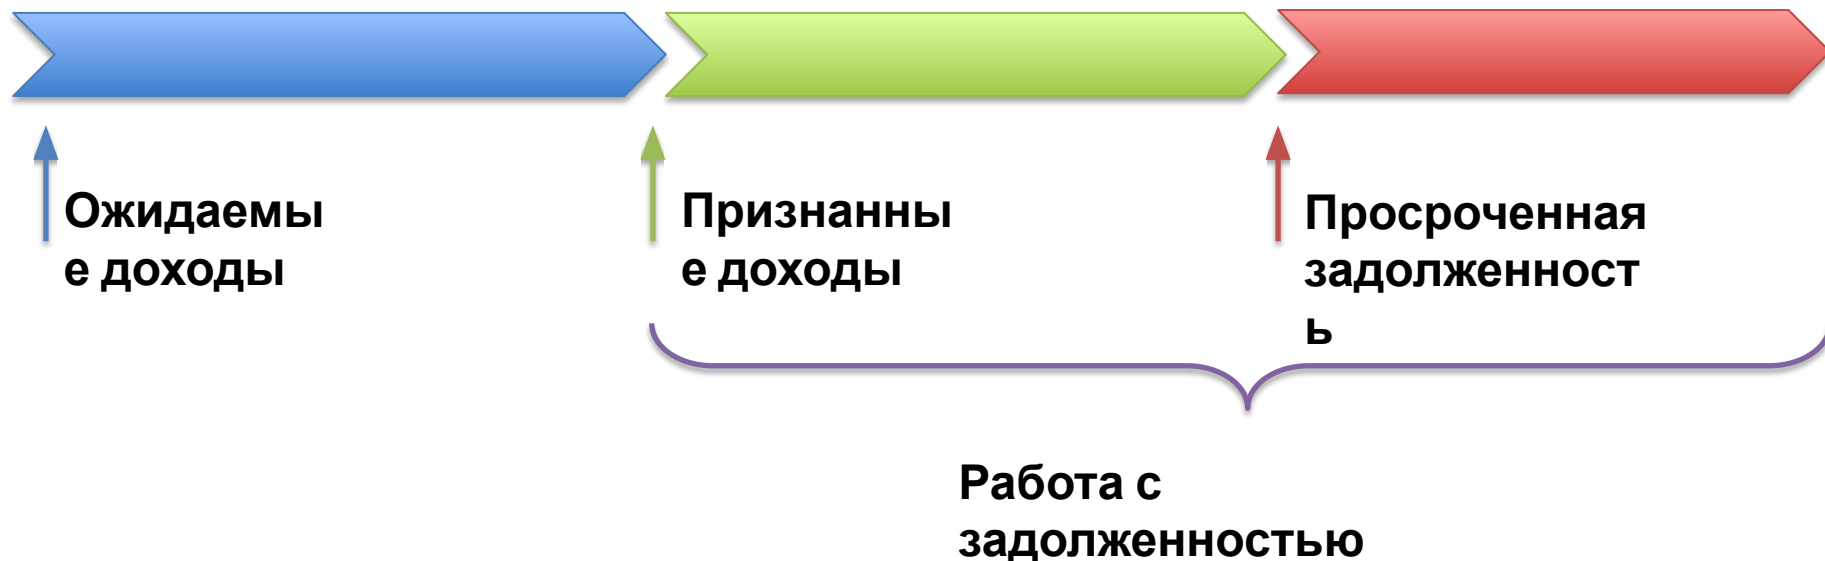 Ожидаемы
е доходы
Признанны
е доходы
Просроченная
задолженност
ь
Работа с
задолженностью